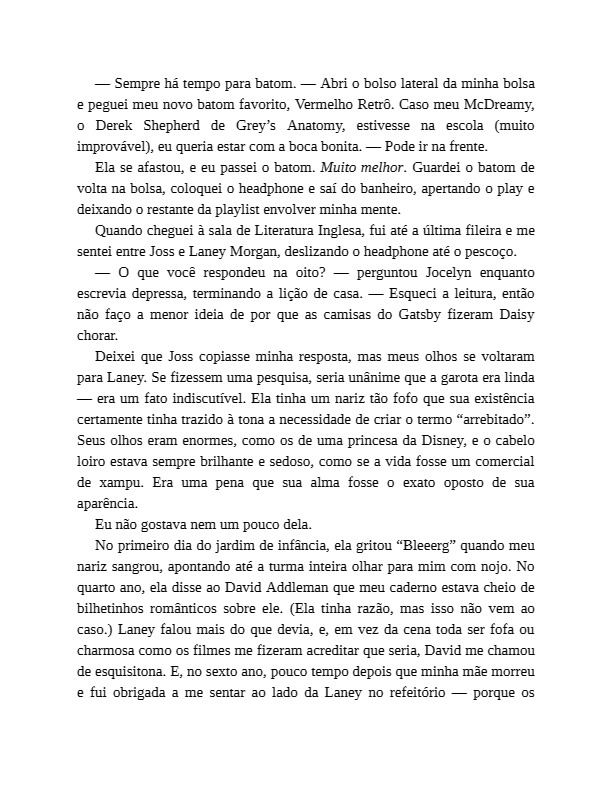 — Sempre há tempo para batom. — Abri o bolso lateral da minha bolsa
e peguei meu novo batom favorito, Vermelho Retrô. Caso meu McDreamy,
o Derek Shepherd de Grey’s Anatomy, estivesse na escola (muito
improvável), eu queria estar com a boca bonita. — Pode ir na frente.
Ela se afastou, e eu passei o batom. Muito melhor. Guardei o batom de
volta na bolsa, coloquei o headphone e saí do banheiro, apertando o play e
deixando o restante da playlist envolver minha mente.
Quando cheguei à sala de Literatura Inglesa, fui até a última fileira e me
sentei entre Joss e Laney Morgan, deslizando o headphone até o pescoço.
— O que você respondeu na oito? — perguntou Jocelyn enquanto
escrevia depressa, terminando a lição de casa. — Esqueci a leitura, então
não faço a menor ideia de por que as camisas do Gatsby fizeram Daisy
chorar.
Deixei que Joss copiasse minha resposta, mas meus olhos se voltaram
para Laney. Se fizessem uma pesquisa, seria unânime que a garota era linda
— era um fato indiscutível. Ela tinha um nariz tão fofo que sua existência
certamente tinha trazido à tona a necessidade de criar o termo “arrebitado”.
Seus olhos eram enormes, como os de uma princesa da Disney, e o cabelo
loiro estava sempre brilhante e sedoso, como se a vida fosse um comercial
de xampu. Era uma pena que sua alma fosse o exato oposto de sua
aparência.
Eu não gostava nem um pouco dela.
No primeiro dia do jardim de infância, ela gritou “Bleeerg” quando meu
nariz sangrou, apontando até a turma inteira olhar para mim com nojo. No
quarto ano, ela disse ao David Addleman que meu caderno estava cheio de
bilhetinhos românticos sobre ele. (Ela tinha razão, mas isso não vem ao
caso.) Laney falou mais do que devia, e, em vez da cena toda ser fofa ou
charmosa como os filmes me fizeram acreditar que seria, David me chamou
de esquisitona. E, no sexto ano, pouco tempo depois que minha mãe morreu
e fui obrigada a me sentar ao lado da Laney no refeitório — porque os